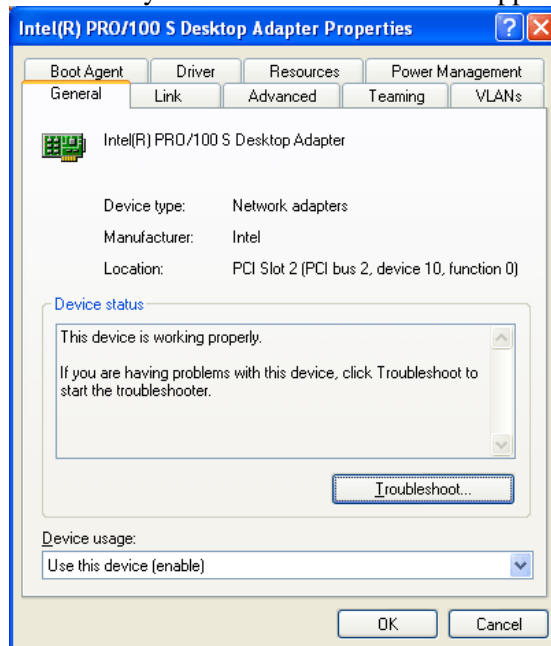 Intel(R) PRO/100 S Desktop Adapter Properties
Boot Agent Driver Resources Power Management
General Link Advanced Teaming VLANs
Intel(R) PRO/100 S Desktop Adapter
Device type: Network adapters
Manufacturer: Intel
Location: PCI Slot 2 (PCI bus 2, device 10, function 0)
Device status
This device is working properly.
If you are having problems with this device, click Troubleshoot to
start the troubleshooter.
Troubleshoot...
Device usage:
Use this device (enable)
OK Cancel